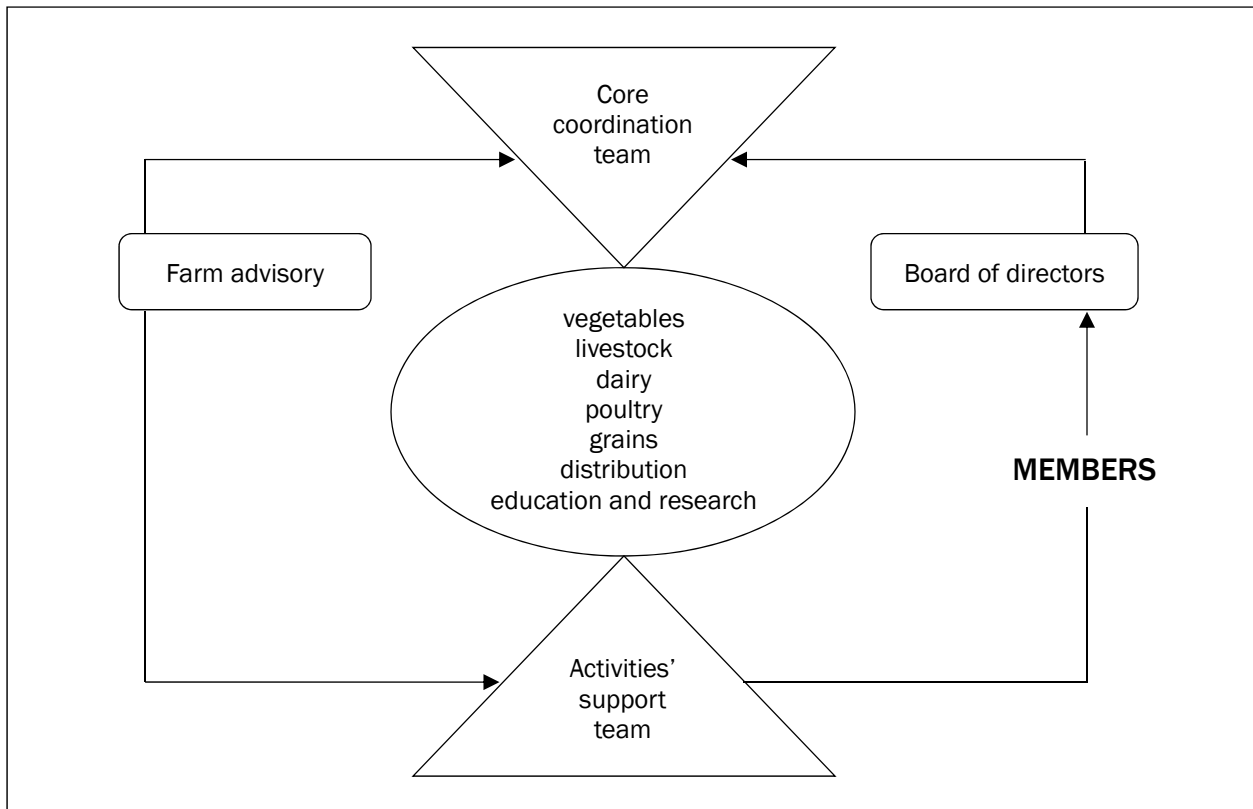 Core
coordination
team
Farm advisory
Board of directors
vegetables
livestock
dairy
poultry
grains
distribution
education and research
MEMBERS
Activities’
support
team